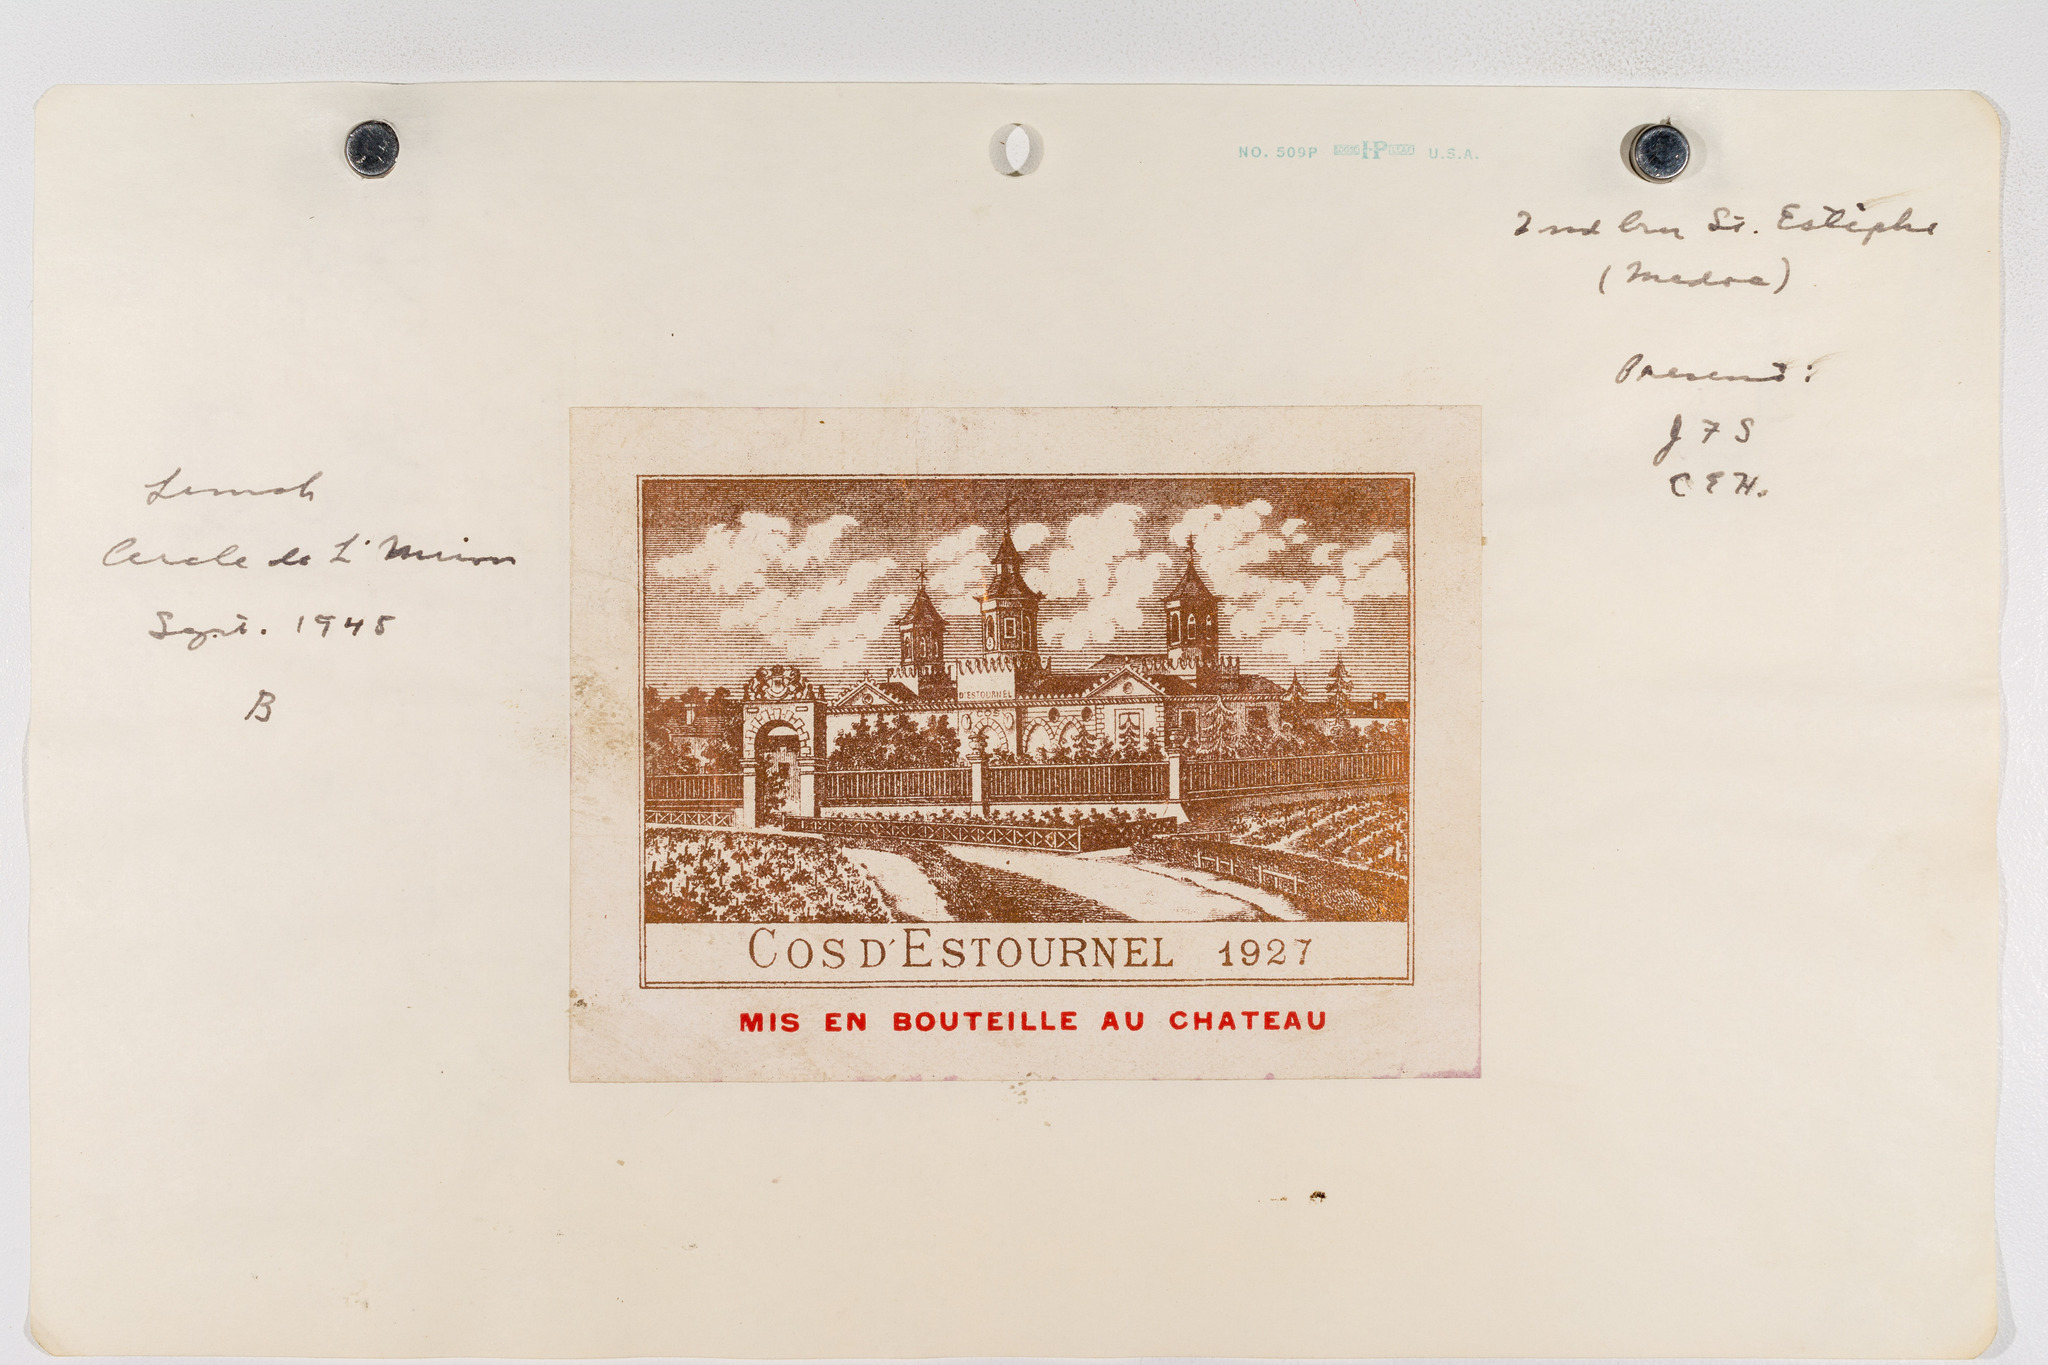 NO. 509P U.S.A.
2nd Cru St. Estèphe
(Medoc)
Present:
J F S
C E H.
Lunch
Cercle de L'Union
Sept. 1945
B
D'ESTOURNEL
COS D'ESTOURNEL 1927
MIS EN BOUTEILLE AU CHATEAU